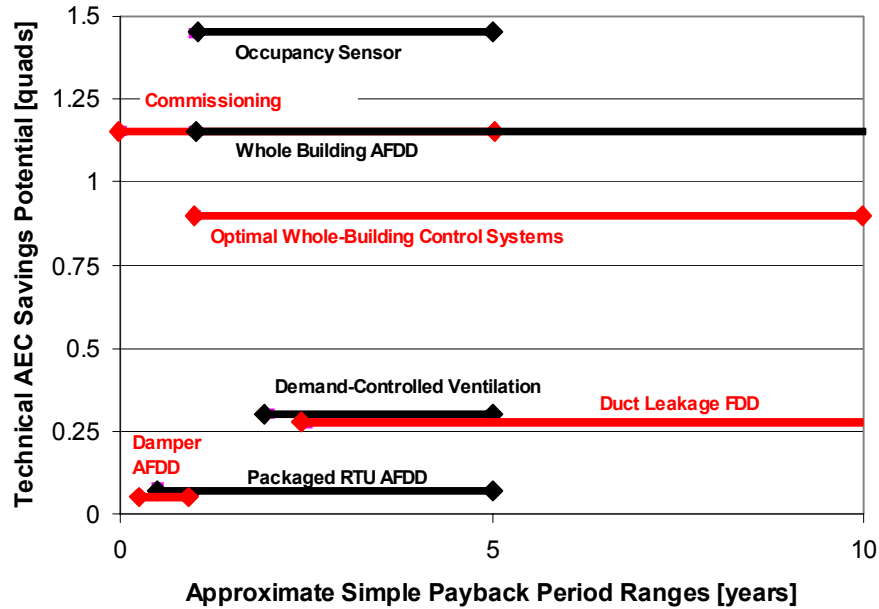 Technical AEC Savings Potential [quads]
1.5
1.25
1
0.75
0.5
0.25
0
Occupancy Sensor
Commissioning
Whole Building AFDD
Optimal Whole-Building Control Systems
Demand-Controlled Ventilation
Duct Leakage FDD
Damper
AFDD
Packaged RTU AFDD
0
5
10
Approximate Simple Payback Period Ranges [years]